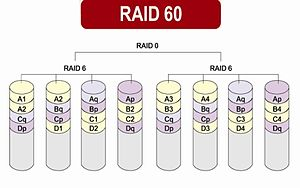 RAID 60
RAID 0
RAID 6 RAID 6
A1 A2 Aq Ap A3 A4 Aq Ap
A2 Bq Bp B2 B3 Bq Bp B4
Cq Cp C1 C2 Cq Cp C3 C4
Dp D1 D2 Dq Dp D3 D4 Dq